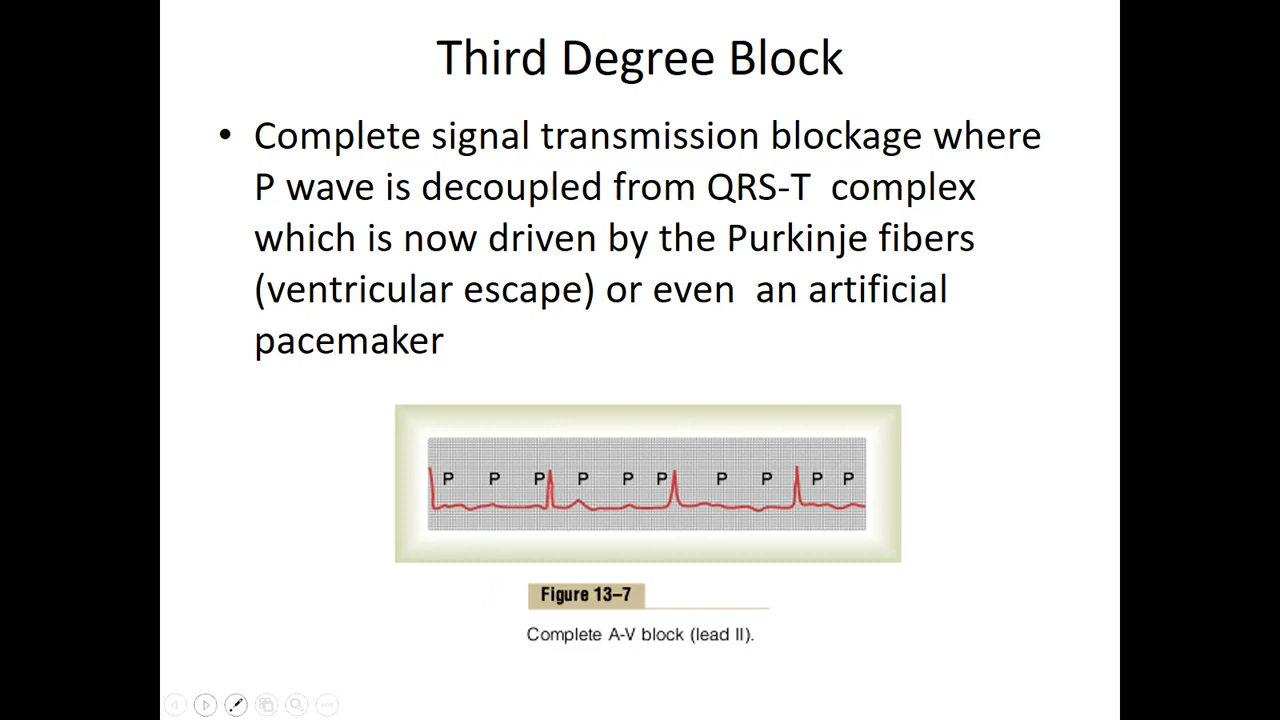 Third Degree Block
• Complete signal transmission blockage where
P wave is decoupled from QRS-T  complex
which is now driven by the Purkinje fibers
(ventricular escape) or even  an artificial
pacemaker
P P P P P P P P P P
Figure 13–7
Complete A-V block (lead II).